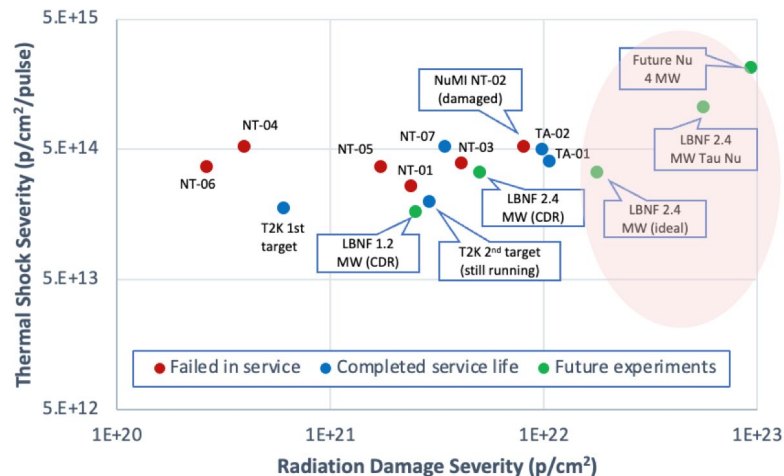 5.E+15
Future Nu
4 MW
NuMI NT-02
(damaged)
NT-04
NT-07
TA-02
5.E+14
NT-05
NT-03
TA-01
LBNF 2.4
MW Tau Nu
NT-06
NT-01
LBNF 2.4
MW (CDR)
LBNF 2.4
MW (ideal)
T2K 1st
target
LBNF 1.2
MW (CDR)
T2K 2nd target
(still running)
5.E+13
Failed in service
Completed service life
Future experiments
5.E+12
1E+20
1E+21
1E+22
1E+23
Radiation Damage Severity (p/cm²)
Thermal Shock Severity (p/cm²/pulse)